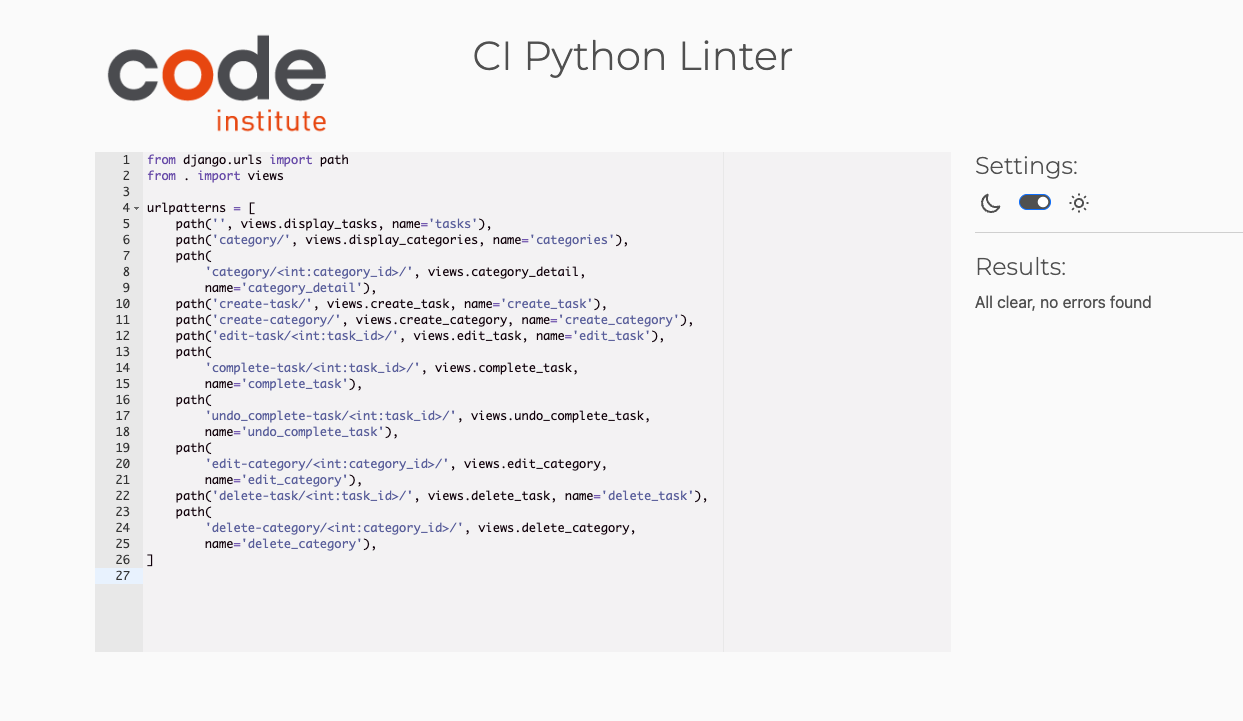 code
institute
CI Python Linter
1 from django.urls import path
2 from . import views
3
4 urlpatterns = [
5     path('', views.display_tasks, name='tasks'),
6     path('category/', views.display_categories, name='categories'),
7     path(
8         'category/<int:category_id>/', views.category_detail,
9         name='category_detail'),
10     path('create-task/', views.create_task, name='create_task'),
11     path('create-category/', views.create_category, name='create_category'),
12     path('edit-task/<int:task_id>/', views.edit_task, name='edit_task'),
13     path(
14         'complete-task/<int:task_id>/', views.complete_task,
15         name='complete_task'),
16     path(
17         'undo_complete-task/<int:task_id>/', views.undo_complete_task,
18         name='undo_complete_task'),
19     path(
20         'edit-category/<int:category_id>/', views.edit_category,
21         name='edit_category'),
22     path('delete-task/<int:task_id>/', views.delete_task, name='delete_task'),
23     path(
24         'delete-category/<int:category_id>/', views.delete_category,
25         name='delete_category'),
26 ]
27
Settings:
Results:
All clear, no errors found